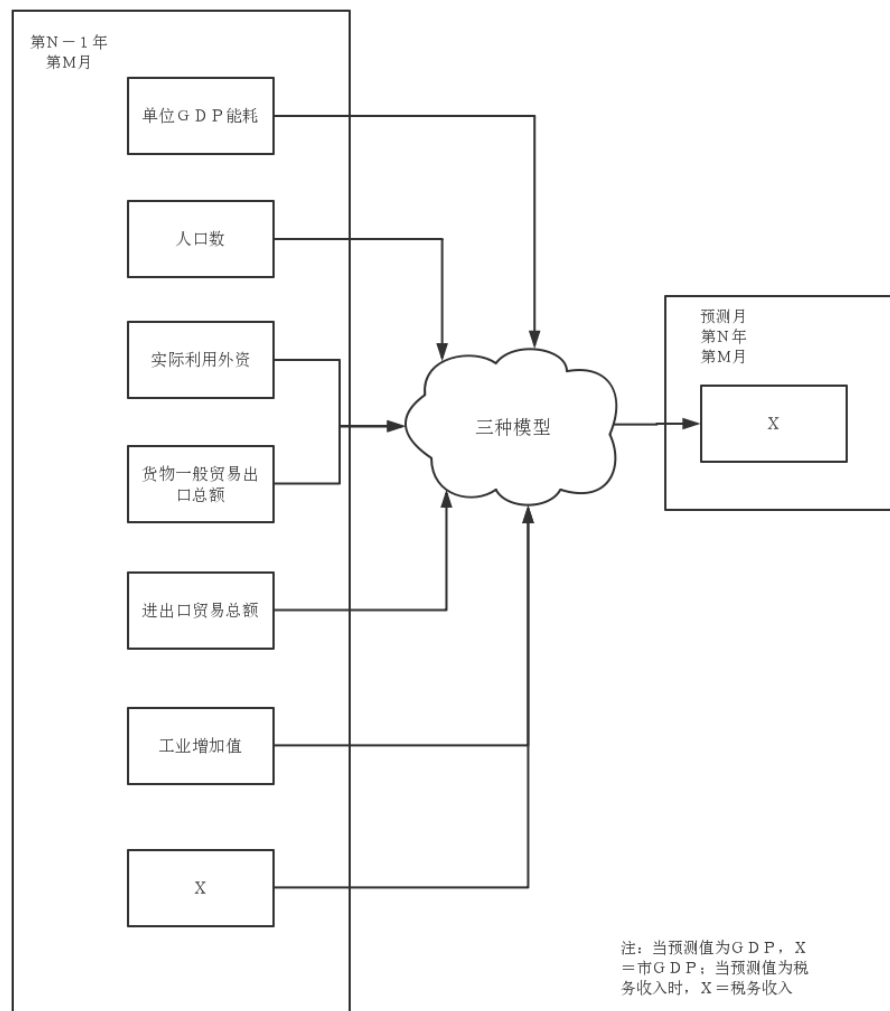 第N－1年
第M月
单位GDP能耗
人口数
实际利用外资
货物一般贸易出
口总额
进出口贸易总额
工业增加值
X
三种模型
预测月
第N年
第M月
X
注：当预测值为GDP，X
＝市GDP；当预测值为税
务收入时，X＝税务收入